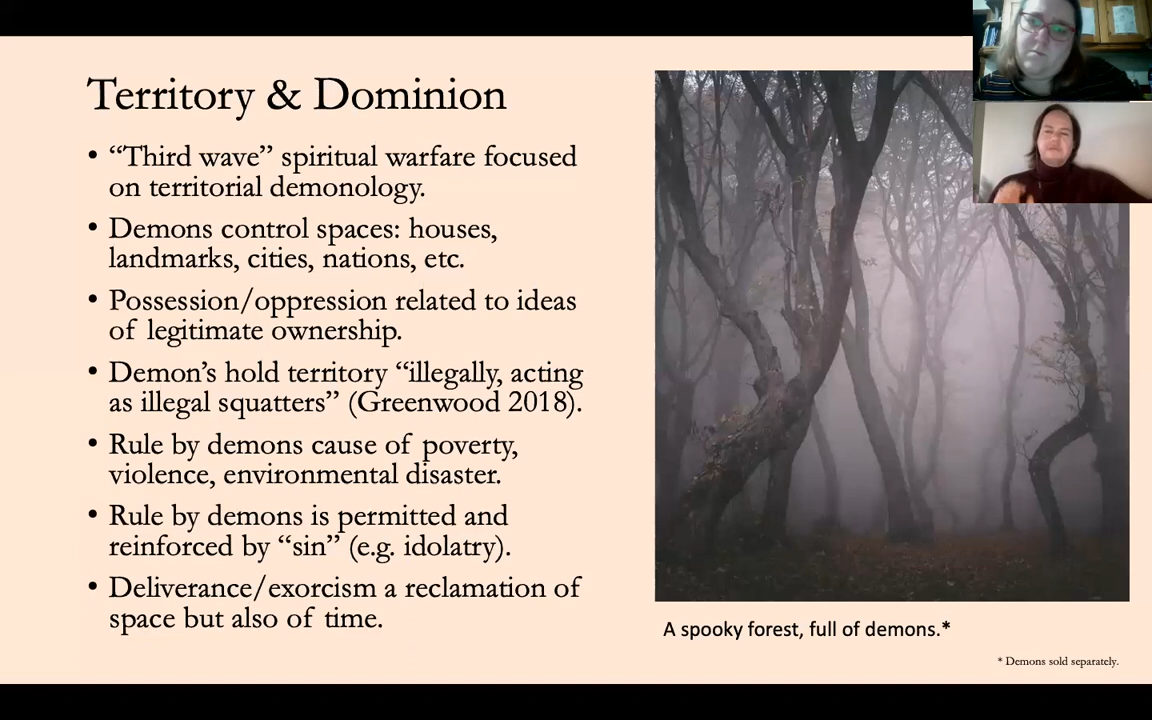 Territory & Dominion
• “Third wave” spiritual warfare focused
on territorial demonology.
• Demons control spaces: houses,
landmarks, cities, nations, etc.
• Possession/oppression related to ideas
of legitimate ownership.
• Demon’s hold territory “illegally, acting
as illegal squatters” (Greenwood 2018).
• Rule by demons cause of poverty,
violence, environmental disaster.
• Rule by demons is permitted and
reinforced by “sin” (e.g. idolatry).
• Deliverance/exorcism a reclamation of
space but also of time.
A spooky forest, full of demons.*
* Demons sold separately.